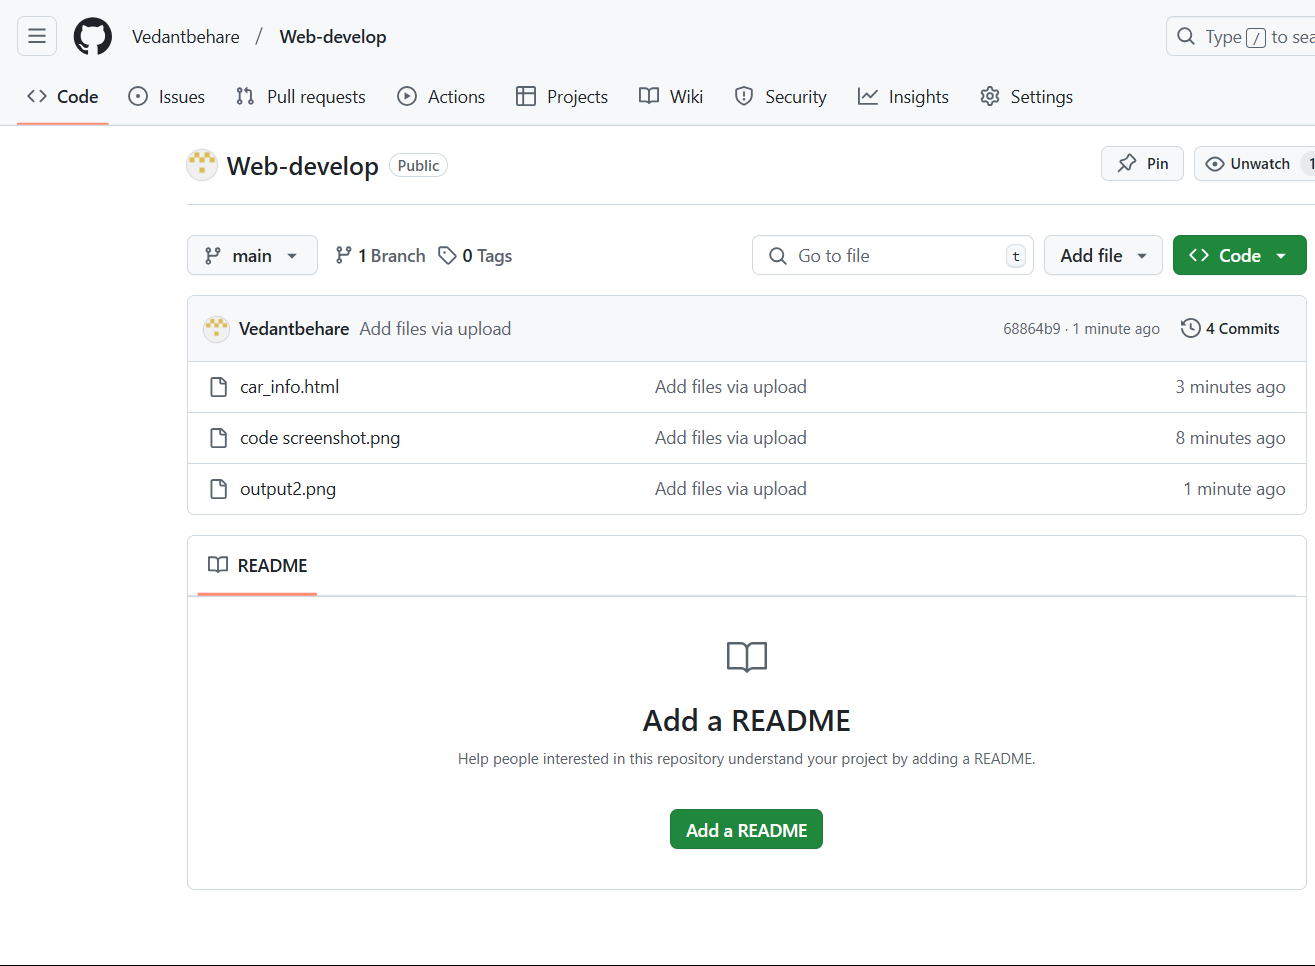 Vedantbehare / Web-develop
Type / to sea
Code Issues Pull requests Actions Projects Wiki Security Insights Settings
Web-develop Public Pin Unwatch 1
main 1 Branch 0 Tags Go to file t Add file Code
Vedantbehare Add files via upload 68864b9 · 1 minute ago 4 Commits
car_info.html Add files via upload 3 minutes ago
code screenshot.png Add files via upload 8 minutes ago
output2.png Add files via upload 1 minute ago
README
Add a README
Help people interested in this repository understand your project by adding a README.
Add a README